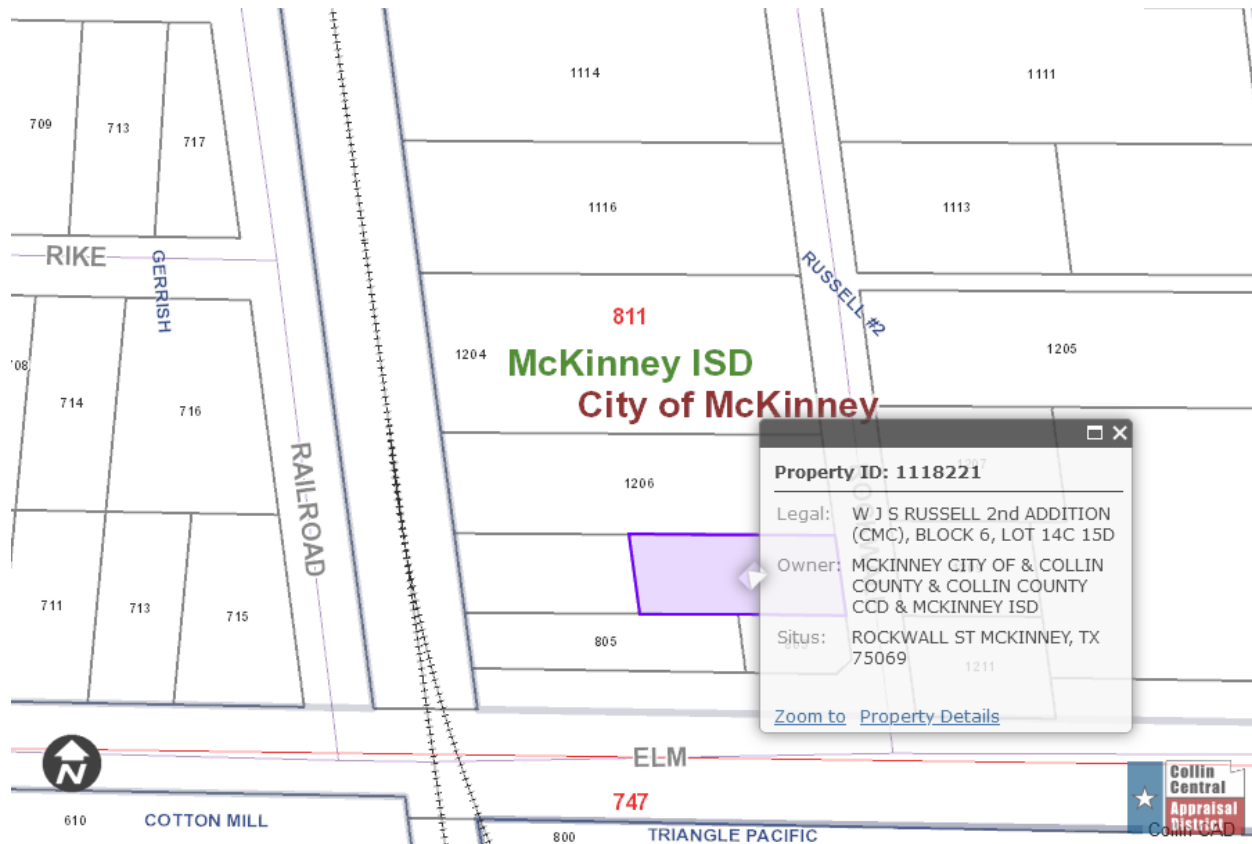 1114
1111
709
713
717
1116
1113
RIKE
GERRISH
RUSSELL #2
811
1204
McKinney ISD
1205
City of McKinney
714
716
RAILROAD
Property ID: 1118221
1206
Legal: W J S RUSSELL 2nd ADDITION
(CMC), BLOCK 6, LOT 14C 15D
Owner: MCKINNEY CITY OF & COLLIN
COUNTY & COLLIN COUNTY
CCD & MCKINNEY ISD
711
713
715
805
Situs: ROCKWALL ST MCKINNEY, TX
75069
1211
Zoom to Property Details
N
ELM
747
610
COTTON MILL
800
TRIANGLE PACIFIC
Collin
Central
Appraisal
District
Collin CAD